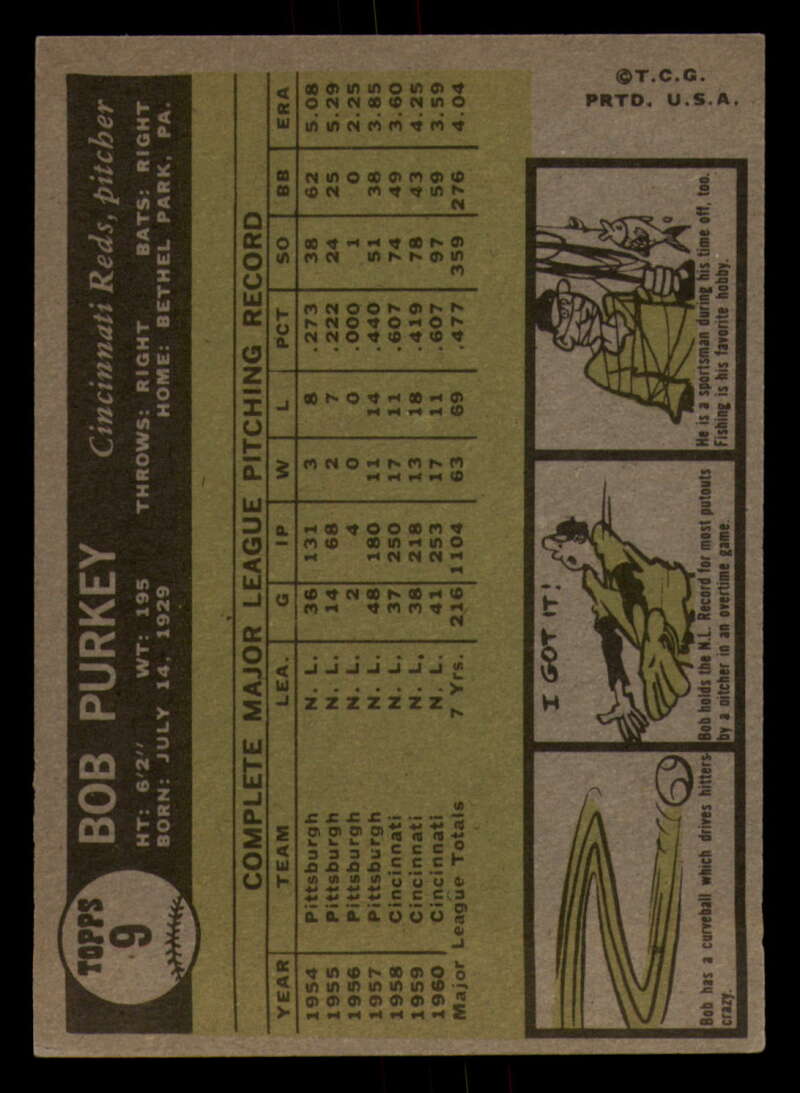 TOPPS
9
BOB PURKEY Cincinnati Reds, pitcher
HT: 6'2" WT: 195 THROWS: RIGHT BATS: RIGHT
BORN: JULY 14, 1929 HOME: BETHEL PARK, PA.
COMPLETE MAJOR LEAGUE PITCHING RECORD
YEAR TEAM LEA. G IP W L PCT SO BB ERA
1954 Pittsburgh N. L. 36 131 3 8 .273 38 62 5.08
1955 Pittsburgh N. L. 14 68 2 7 .222 24 25 5.29
1956 Pittsburgh N. L. 2 4 0 0 .000 1 0 2.25
1957 Pittsburgh N. L. 48 180 11 14 .440 51 38 3.85
1958 Cincinnati N. L. 37 250 17 11 .607 74 49 3.60
1959 Cincinnati N. L. 38 218 13 18 .419 78 43 4.25
1960 Cincinnati N. L. 41 253 17 11 .607 97 59 3.59
Major League Totals 7 Yrs. 216 1104 63 69 .477 359 276 4.04
Bob has a curveball which drives hitters
crazy.
I GOT IT!
Bob holds the N.L. Record for most putouts
by a pitcher in an overtime game.
He is a sportsman during his time off, too.
Fishing is his favorite hobby.
©T.C.G.
PRTD. U.S.A.